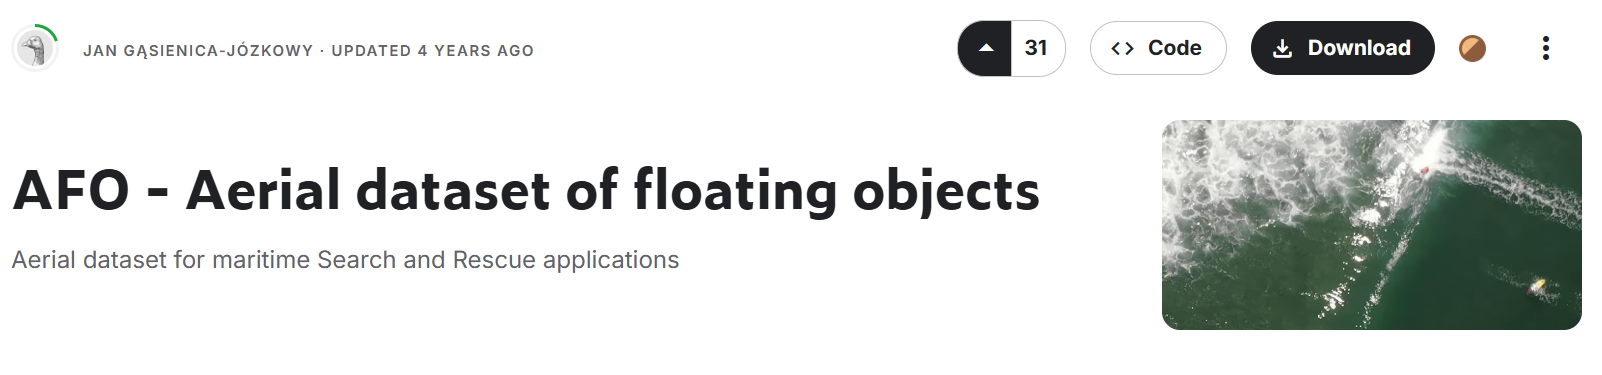 JAN GĄSIENICA-JÓZKOWY · UPDATED 4 YEARS AGO
31
Code
Download
AFO - Aerial dataset of floating objects
Aerial dataset for maritime Search and Rescue applications